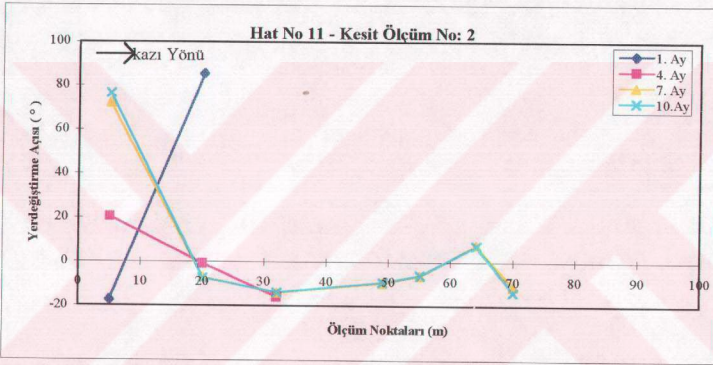 Hat No 11 - Kesit Ölçüm No: 2
kazı Yönü
1. Ay
4. Ay
7. Ay
10.Ay
Yerdeğiştirme Açısı ( ° )
100
80
60
40
20
0
-20
0 10 20 30 40 50 60 70 80 90 100
Ölçüm Noktaları (m)